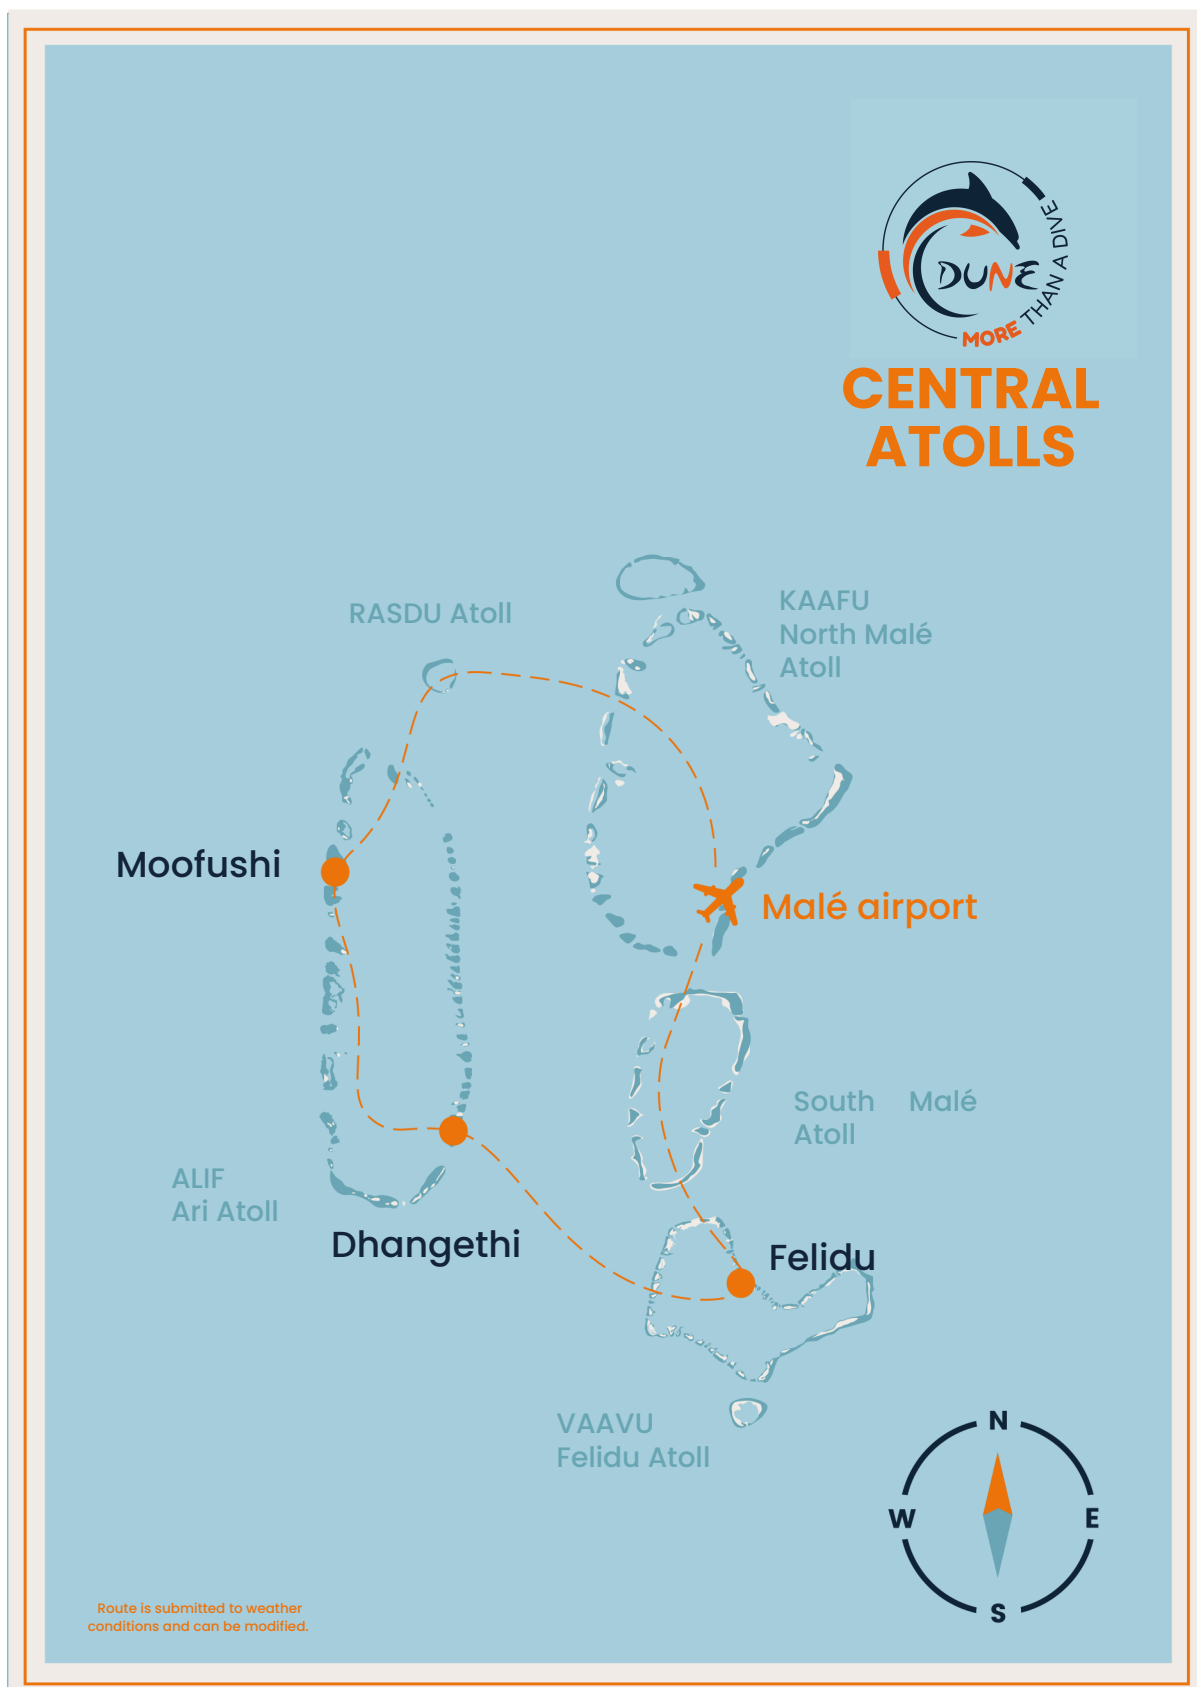 DUNE
MORE THAN A DIVE
CENTRAL
ATOLLS
RASDU Atoll
KAAFU
North Malé
Atoll
Moofushi
Malé airport
South Malé
Atoll
ALIF
Ari Atoll
Dhangethi
Felidu
VAAVU
Felidu Atoll
N
W
E
S
Route is submitted to weather
conditions and can be modified.